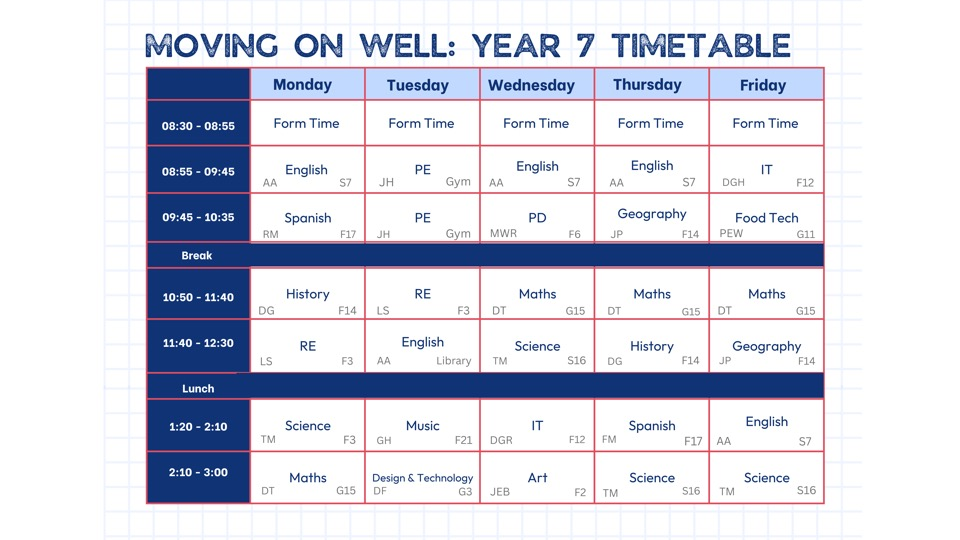 MOVING ON WELL: YEAR 7 TIMETABLE
Monday Tuesday Wednesday Thursday Friday
08:30 - 08:55 Form Time Form Time Form Time Form Time Form Time
08:55 - 09:45 English PE English English IT
AA S7 JH Gym AA S7 AA S7 DGH F12
09:45 - 10:35 Spanish PE PD Geography Food Tech
RM F17 JH Gym MWR F6 JP F14 PEW G11
Break
10:50 - 11:40 History RE Maths Maths Maths
DG F14 LS F3 DT G15 DT G15 DT G15
11:40 - 12:30 RE English Science History Geography
LS F3 AA Library TM S16 DG F14 JP F14
Lunch
1:20 - 2:10 Science Music IT Spanish English
TM F3 GH F21 DGR F12 FM F17 AA S7
2:10 - 3:00 Maths Design & Technology Art Science Science
DT G15 DF G3 JEB F2 TM S16 TM S16